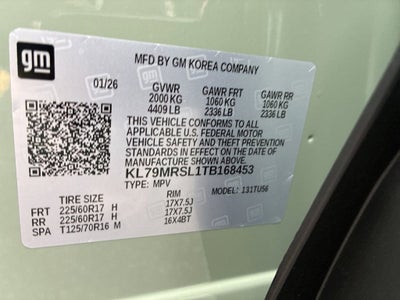 gm
MFD BY GM KOREA COMPANY
01/26 GVWR GAWR FRT GAWR RR
2000 KG 1060 KG 1060 KG
4409 LB 2336 LB 2336 LB
THIS VEHICLE CONFORMS TO ALL
APPLICABLE U.S. FEDERAL MOTOR
VEHICLE SAFETY, BUMPER, AND THEFT
PREVENTION STANDARDS IN EFFECT ON
THE DATE OF MANUFACTURE SHOWN ABOVE.
KL79MRSL1TB168453
TYPE: MPV MODEL: 131TU56
TIRE SIZE RIM
FRT 225/60R17 H 17X7.5J
RR 225/60R17 H 17X7.5J
SPA T125/70R16 M 16X4BT